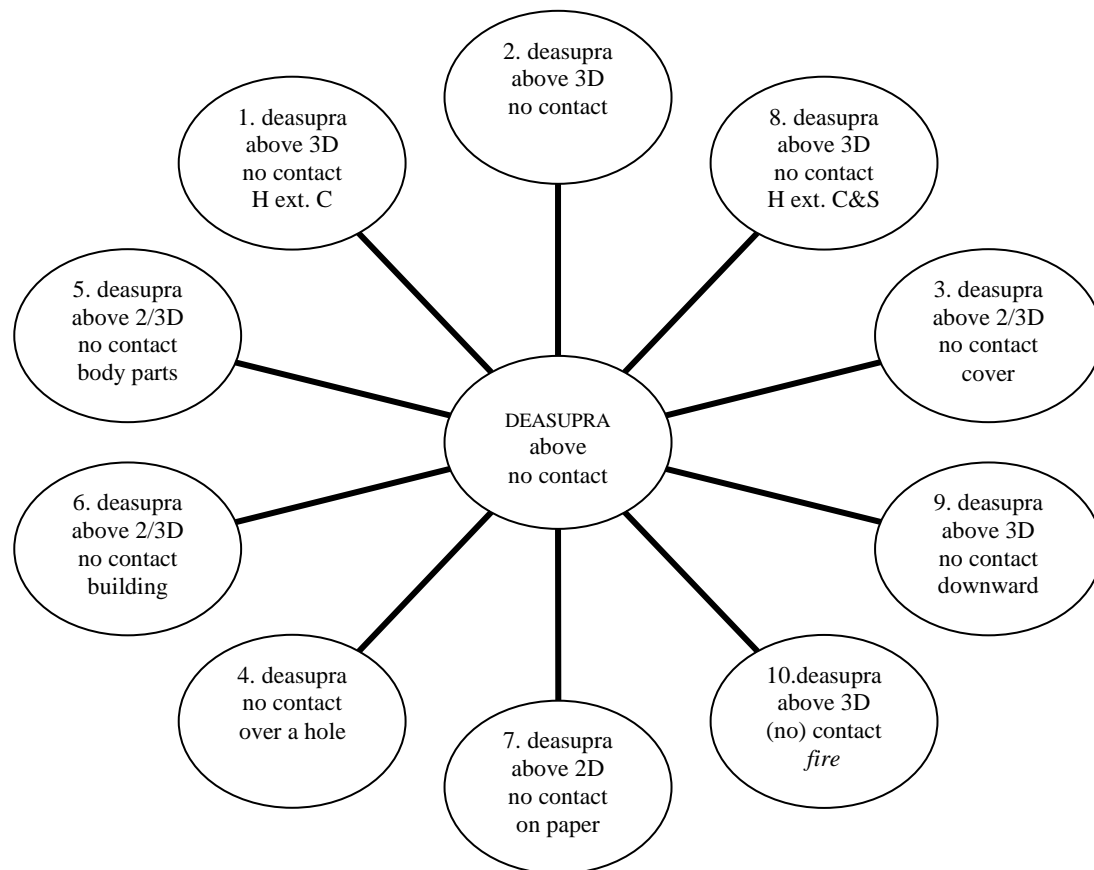 2. deasupra
above 3D
no contact
1. deasupra
above 3D
no contact
H ext. C
8. deasupra
above 3D
no contact
H ext. C&S
5. deasupra
above 2/3D
no contact
body parts
3. deasupra
above 2/3D
no contact
cover
DEASUPRA
above
no contact
6. deasupra
above 2/3D
no contact
building
9. deasupra
above 3D
no contact
downward
4. deasupra
no contact
over a hole
10.deasupra
above 3D
(no) contact
fire
7. deasupra
above 2D
no contact
on paper